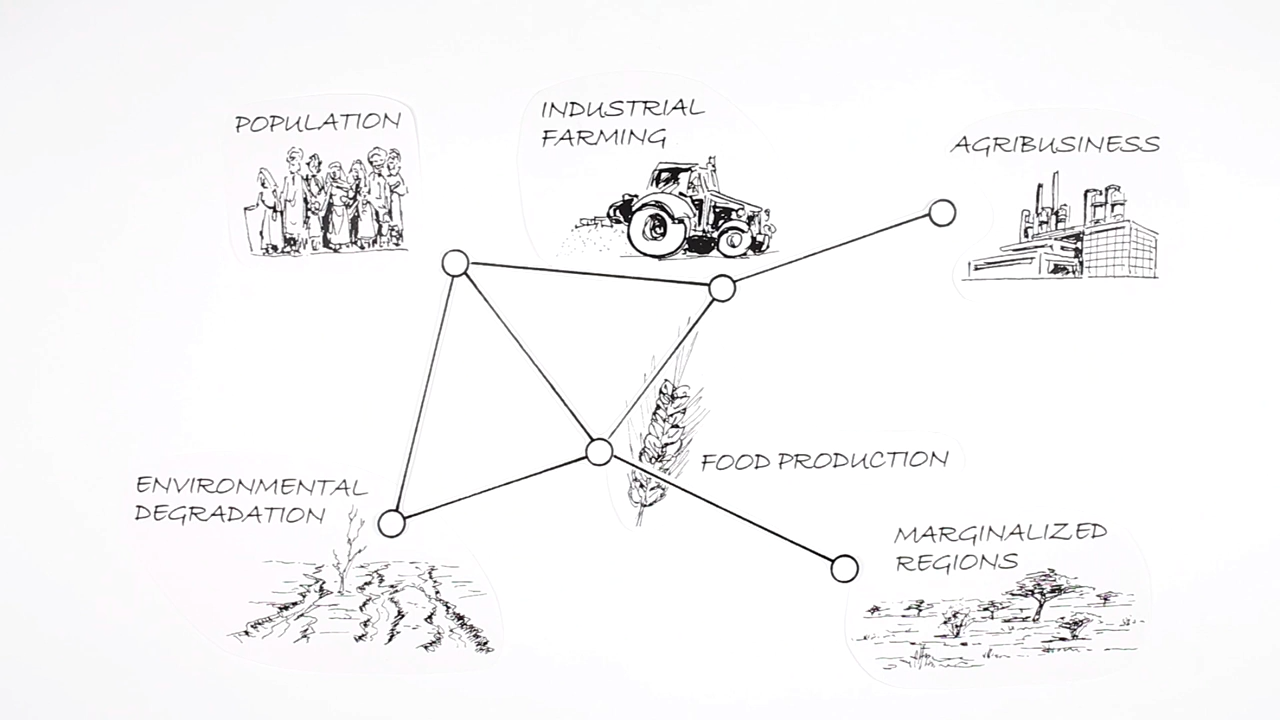 POPULATION
INDUSTRIAL
FARMING
AGRIBUSINESS
ENVIRONMENTAL
DEGRADATION
FOOD PRODUCTION
MARGINALIZED
REGIONS